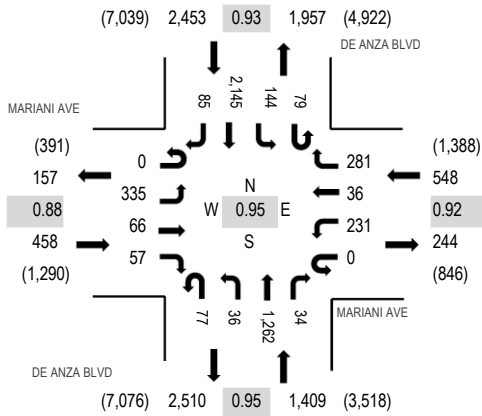 (7,039) 2,453 0.93 1,957 (4,922)
DE ANZA BLVD
85 2,145 144 79
MARIANI AVE
(391)
157
0.88
458
(1,290)
0
335
66
57
N
W 0.95 E
S
281
36
231
0
(1,388)
548
0.92
244
(846)
77 36 1,262 34
MARIANI AVE
DE ANZA BLVD
(7,076) 2,510 0.95 1,409 (3,518)